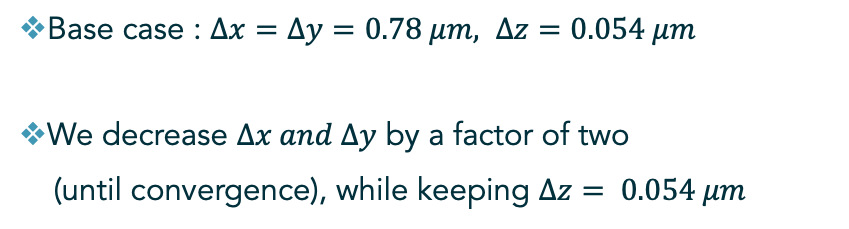 ❖Base case : Δx = Δy = 0.78 μm, Δz = 0.054 μm
❖We decrease Δx and Δy by a factor of two
(until convergence), while keeping Δz = 0.054 μm